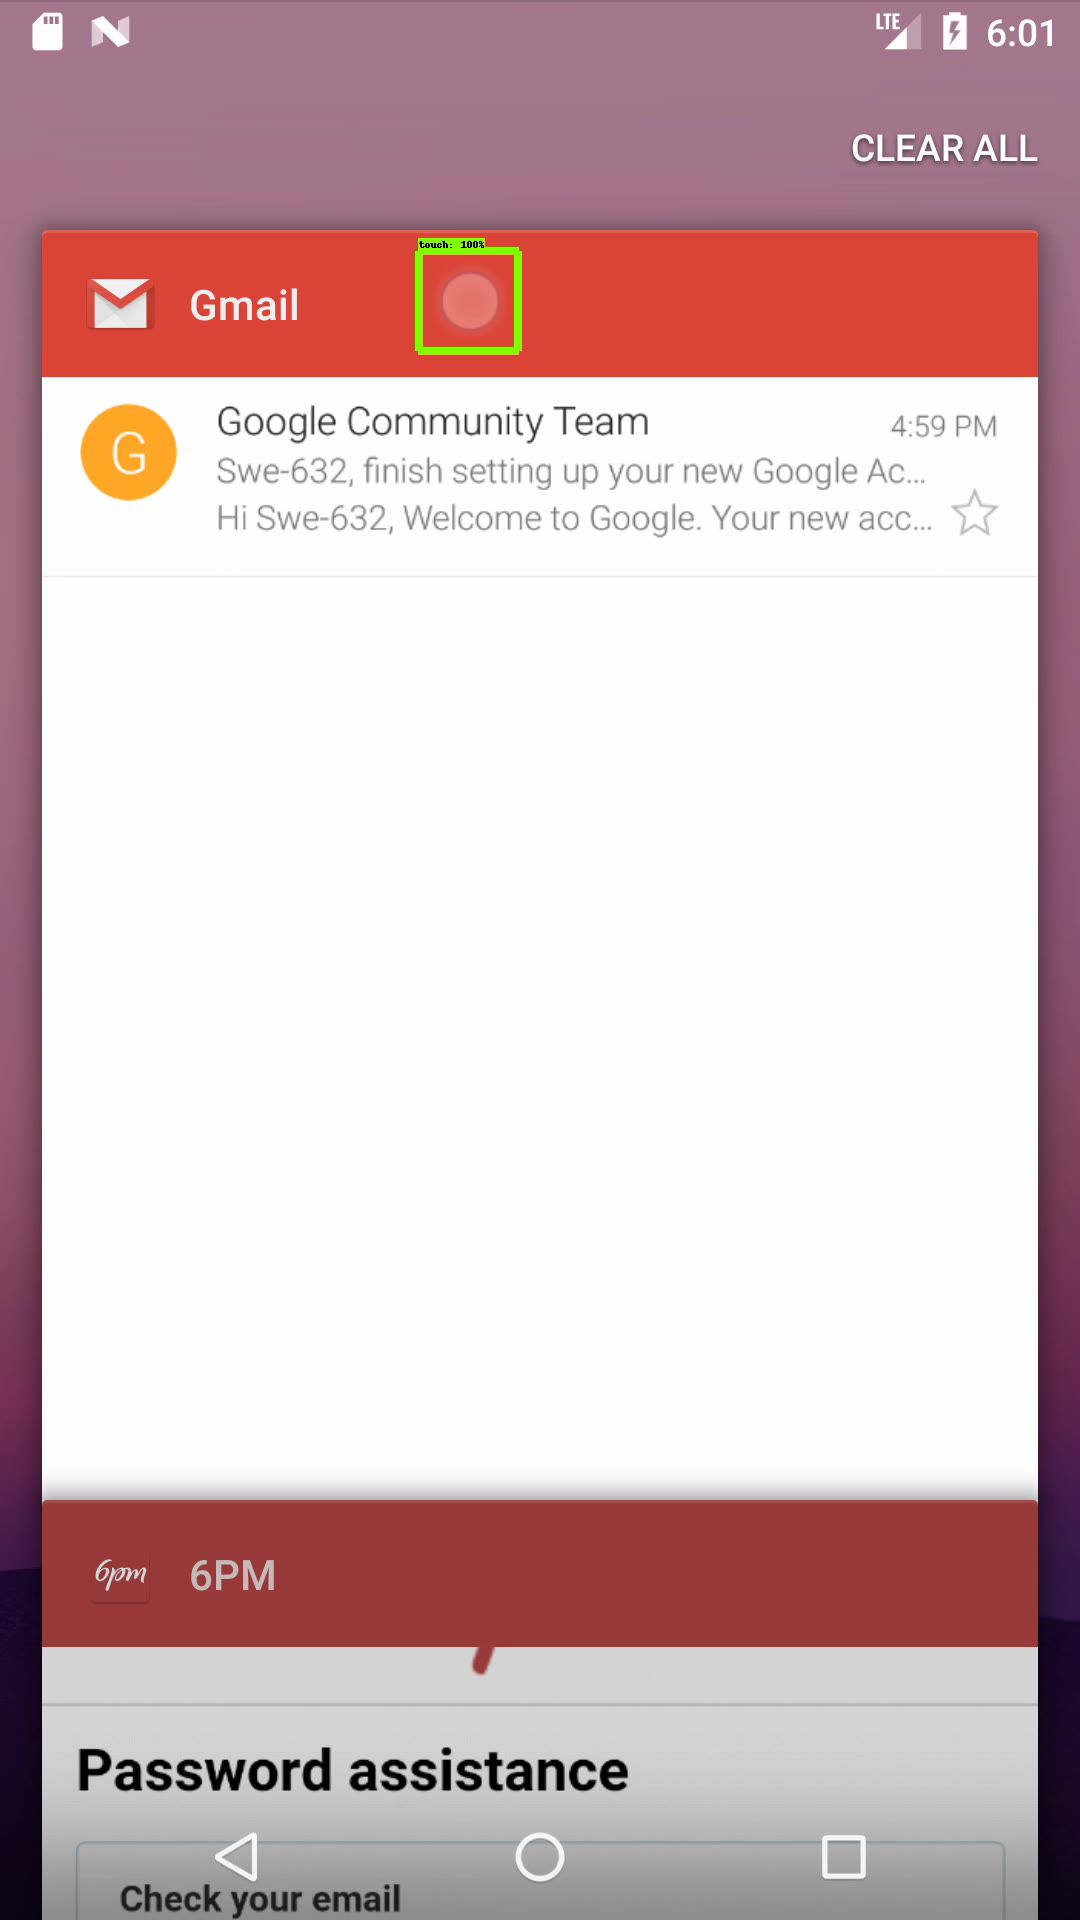 LTE 6:01
CLEAR ALL
touch: 100%
Gmail
G
Google Community Team 4:59 PM
Swe-632, finish setting up your new Google Ac...
Hi Swe-632, Welcome to Google. Your new acc...
6pm 6PM
Password assistance
Check your email